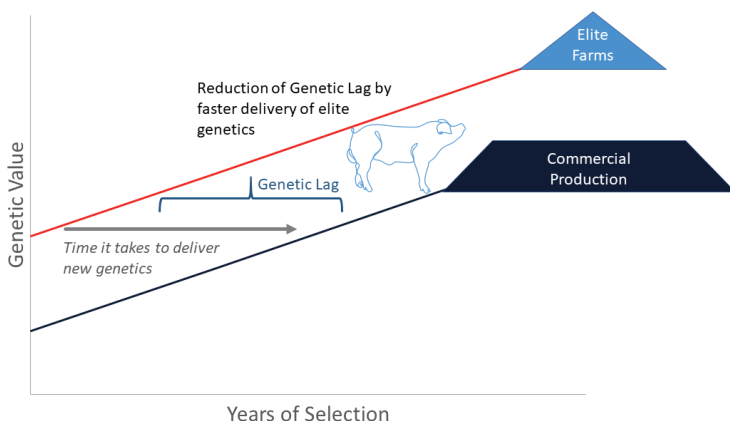 Elite
Farms
Reduction of Genetic Lag by
faster delivery of elite
genetics
Commercial
Production
Genetic Lag
Time it takes to deliver
new genetics
Genetic Value
Years of Selection